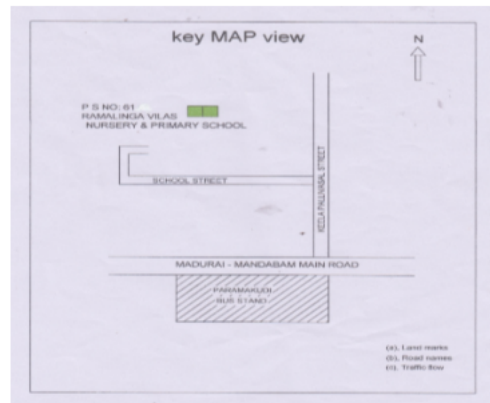 key MAP view
N
P S NO: 61
RAMALINGA VILAS
NURSERY & PRIMARY SCHOOL
SCHOOL STREET
KEELA PALLIVASAL STREET
MADURAI - MANDABAM MAIN ROAD
PARAMAKUDI
BUS STAND
(a). Land marks
(b). Road names
(c). Traffic flow